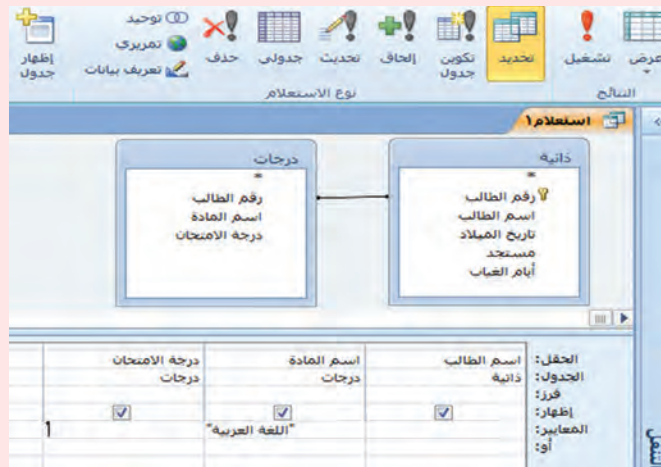 عرض
تشغيل
النتائج
تحديد
تكوين جدول
إلحاق
تحديث
جدولي
حذف
توحيد
تمريري
تعريف بيانات
نوع الاستعلام
إظهار جدول
استعلام١
ذاتية
*
رقم الطالب
اسم الطالب
تاريخ الميلاد
مستجد
أيام الغياب
درجات
*
رقم الطالب
اسم المادة
درجة الامتحان
الحقل: اسم الطالب اسم المادة درجة الامتحان
الجدول: ذاتية درجات درجات
فرز:
إظهار:
المعايير: "اللغة العربية"
أو: